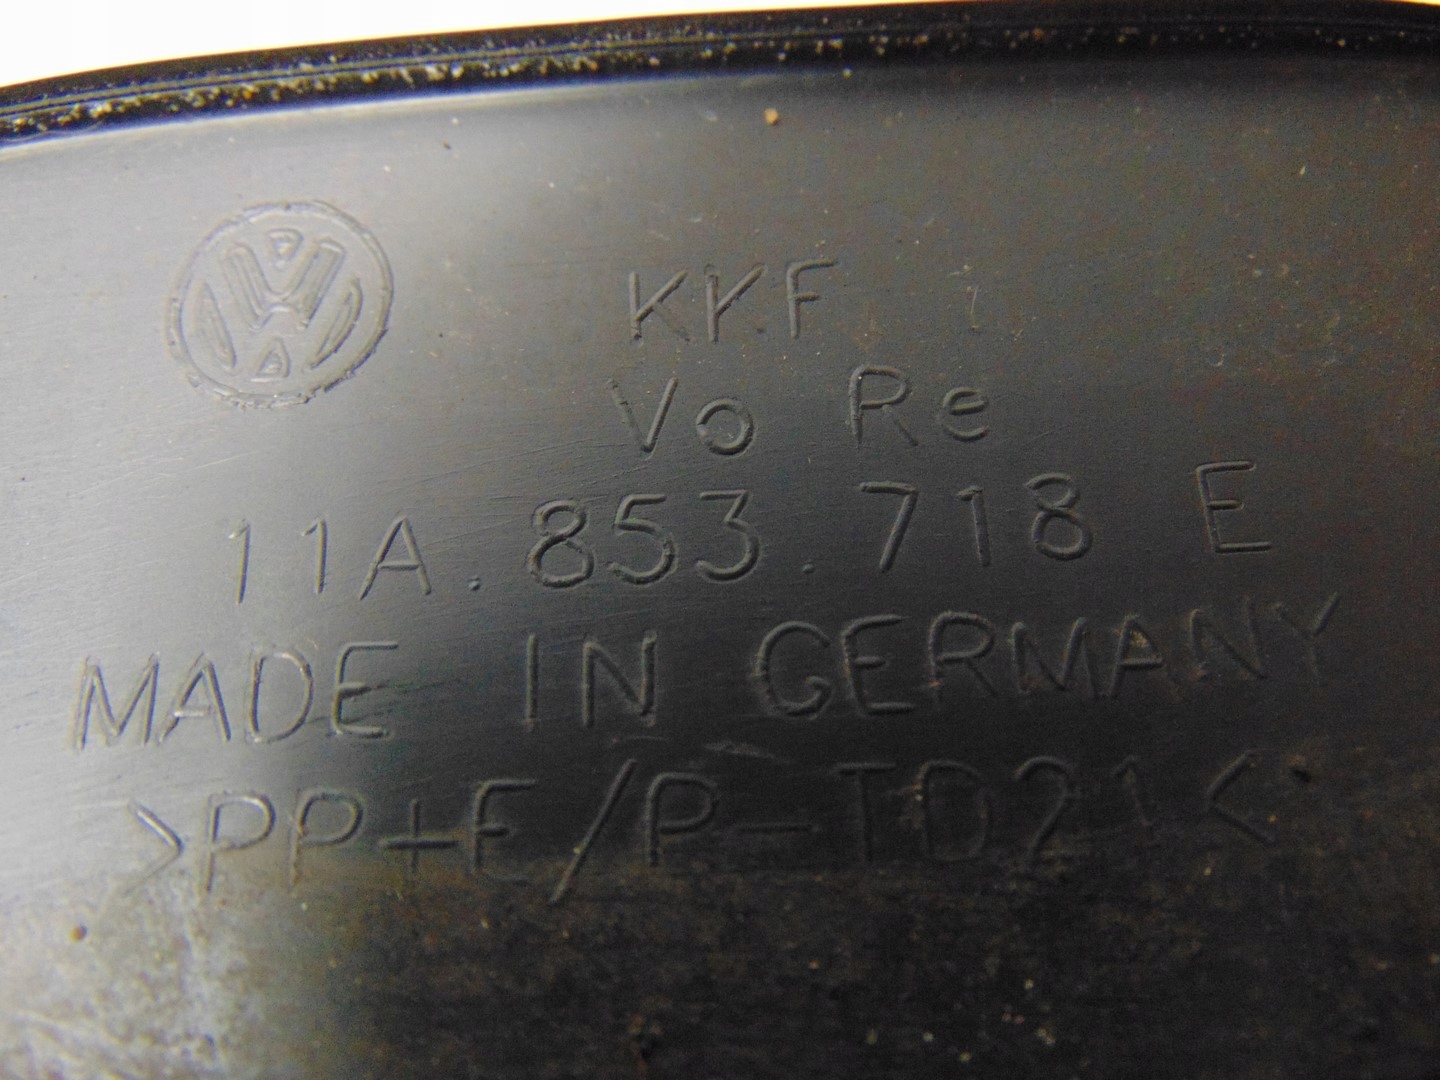 KKF
Vo Re
11A.853.718 E
MADE IN GERMANY
>PP+E/P-TD21<